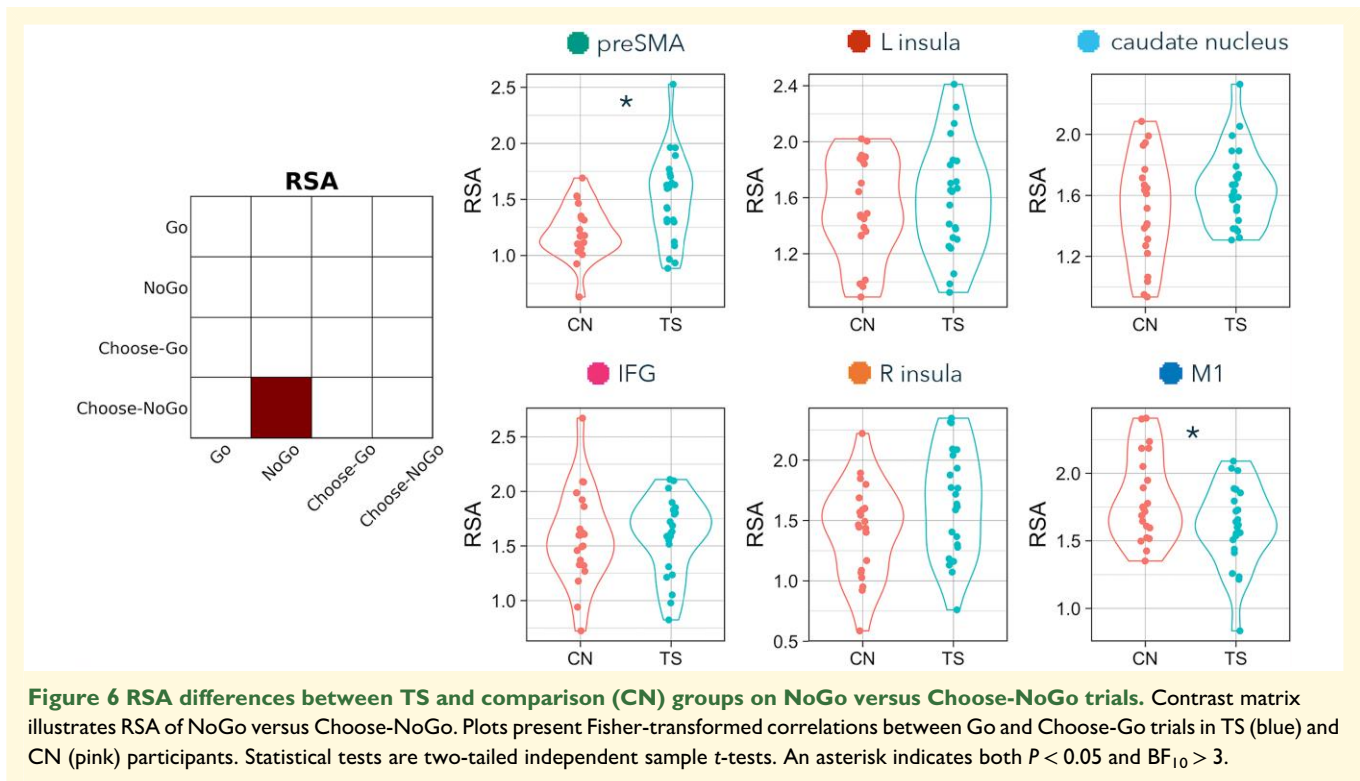 RSA
Go
NoGo
Choose-Go
Choose-NoGo
Go
NoGo
Choose-Go
Choose-NoGo
preSMA
RSA
2.5
2.0
1.5
1.0
*
CN
TS
L insula
RSA
2.4
2.0
1.6
1.2
CN
TS
caudate nucleus
RSA
2.0
1.6
1.2
CN
TS
IFG
RSA
2.5
2.0
1.5
1.0
CN
TS
R insula
RSA
2.0
1.5
1.0
0.5
CN
TS
M1
RSA
2.0
1.5
1.0
*
CN
TS
Figure 6 RSA differences between TS and comparison (CN) groups on NoGo versus Choose-NoGo trials. Contrast matrix
illustrates RSA of NoGo versus Choose-NoGo. Plots present Fisher-transformed correlations between Go and Choose-Go trials in TS (blue) and
CN (pink) participants. Statistical tests are two-tailed independent sample t-tests. An asterisk indicates both P < 0.05 and BF₁₀ > 3.